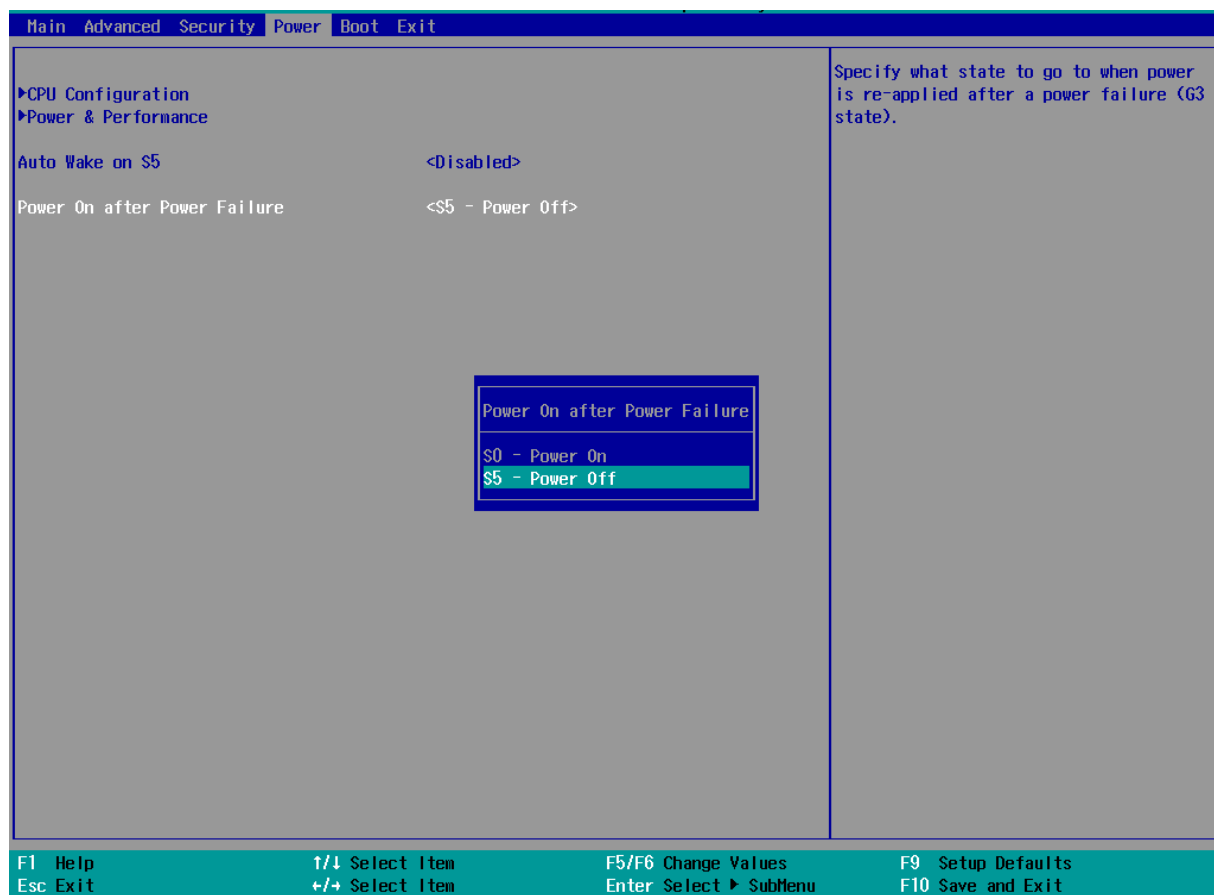 Main Advanced Security Power Boot Exit
▶CPU Configuration
▶Power & Performance
Auto Wake on S5 <Disabled>
Power On after Power Failure <S5 - Power Off>
Specify what state to go to when power
is re-applied after a power failure (G3
state).
Power On after Power Failure
S0 - Power On
S5 - Power Off
F1 Help ↑/↓ Select Item F5/F6 Change Values F9 Setup Defaults
Esc Exit ←/→ Select Item Enter Select ▶ SubMenu F10 Save and Exit